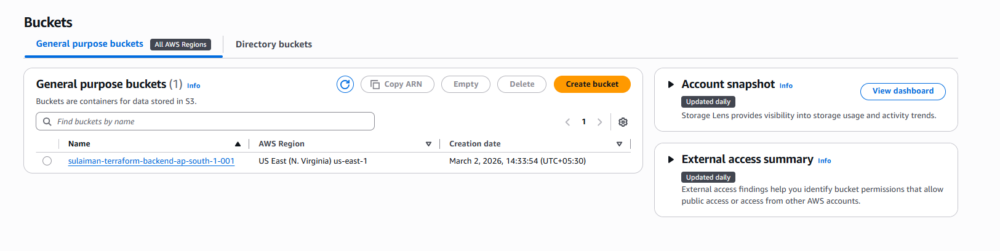 Buckets
General purpose buckets All AWS Regions Directory buckets
General purpose buckets (1) Info
Copy ARN Empty Delete Create bucket
Buckets are containers for data stored in S3.
Find buckets by name
1
Name AWS Region Creation date
sulaiman-terraform-backend-ap-south-1-001 US East (N. Virginia) us-east-1 March 2, 2026, 14:33:54 (UTC+05:30)
Account snapshot Info
View dashboard
Updated daily
Storage Lens provides visibility into storage usage and activity trends.
External access summary Info
Updated daily
External access findings help you identify bucket permissions that allow
public access or access from other AWS accounts.